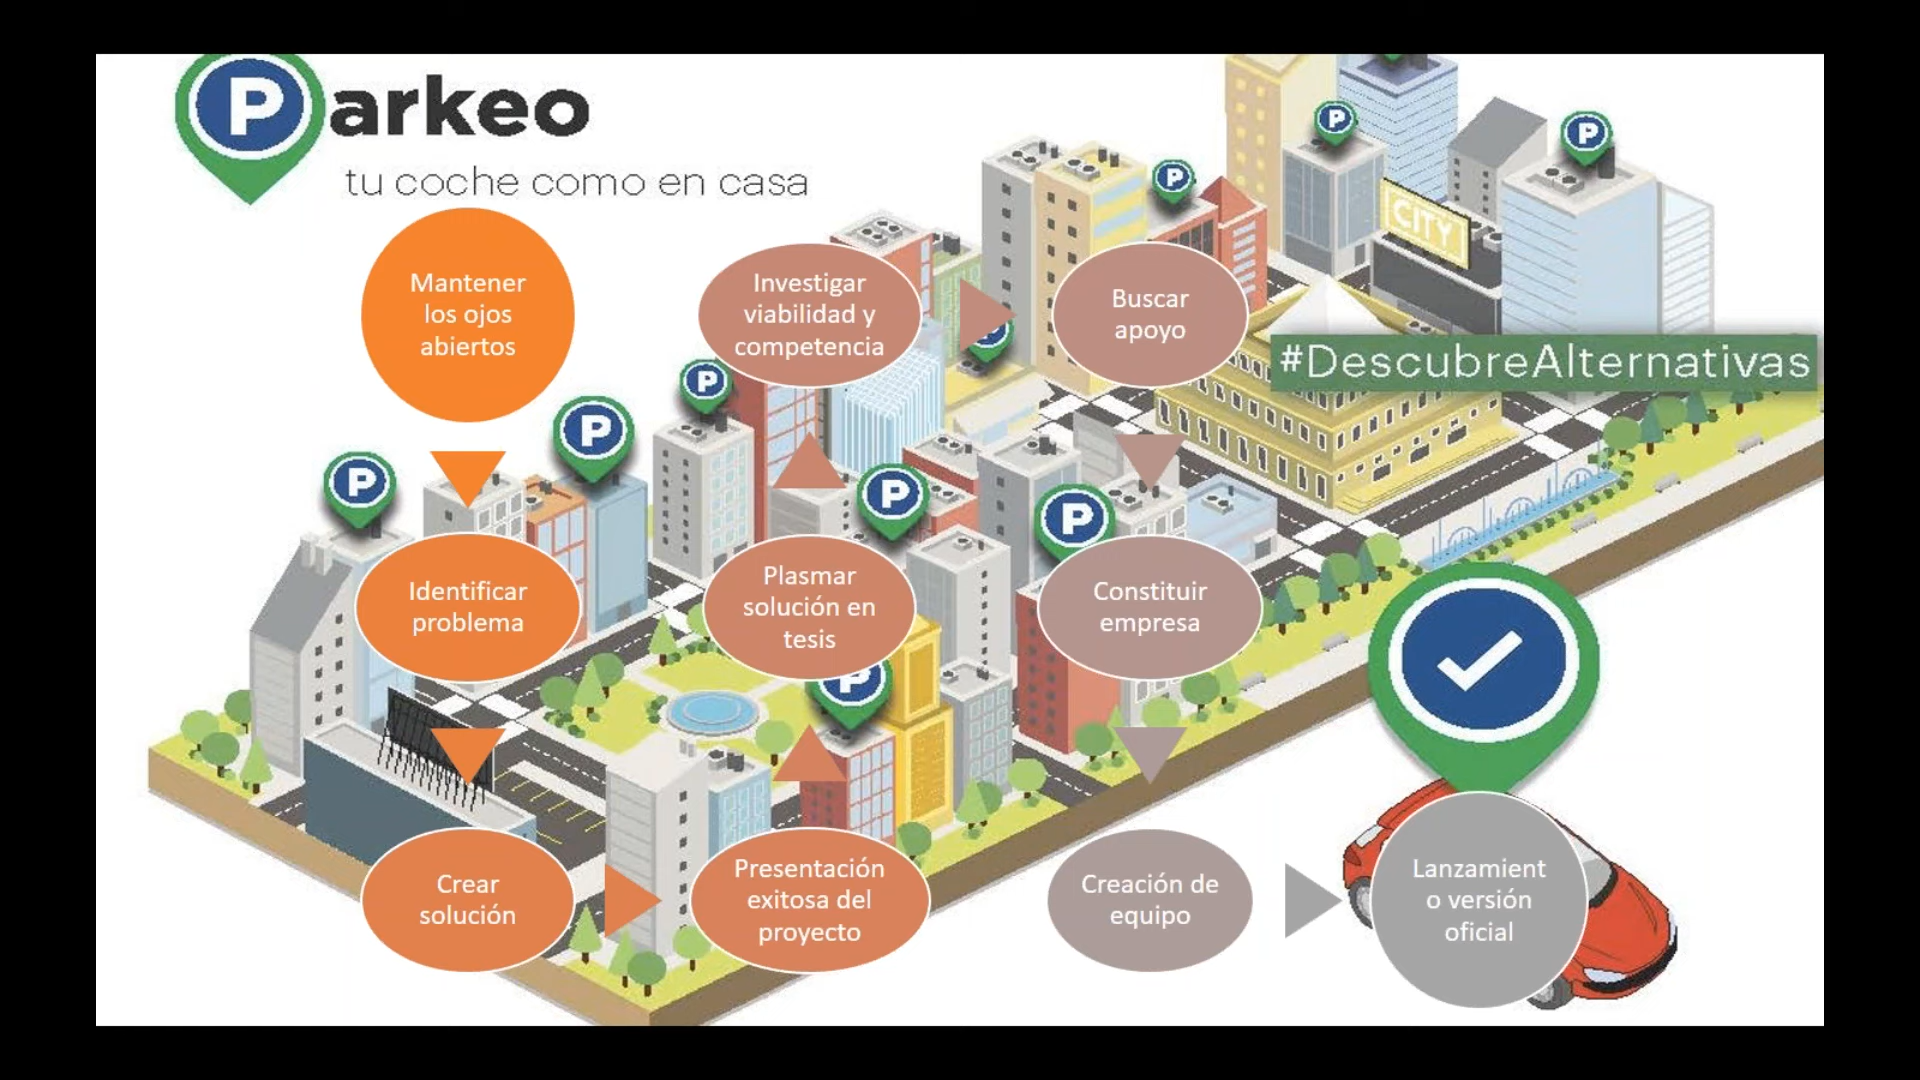 Parkeo
tu coche como en casa
Mantener
los ojos
abiertos
Identificar
problema
Crear
solución
Presentación
exitosa del
proyecto
Plasmar
solución en
tesis
Investigar
viabilidad y
competencia
Buscar
apoyo
Constituir
empresa
Creación de
equipo
Lanzamient
o versión
oficial
#DescubreAlternativas
CITY
P
P
P
P
P
P
P
P
P
P